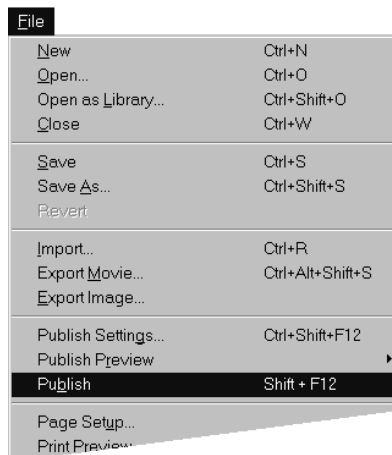 File
New Ctrl+N
Open... Ctrl+O
Open as Library... Ctrl+Shift+O
Close Ctrl+W
Save Ctrl+S
Save As... Ctrl+Shift+S
Revert
Import... Ctrl+R
Export Movie... Ctrl+Alt+Shift+S
Export Image...
Publish Settings... Ctrl+Shift+F12
Publish Preview
Publish Shift + F12
Page Setup...
Print Preview